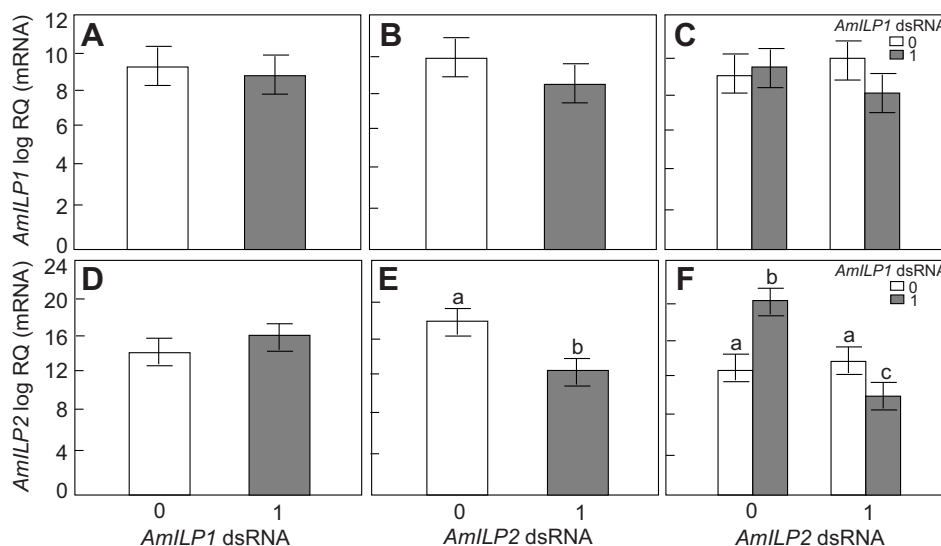 AmILP1 log RQ (mRNA)
12
10
8
6
4
2
0
A
B
C
AmILP1 dsRNA
0
1
AmILP2 log RQ (mRNA)
24
20
16
12
8
4
0
D
E
a
b
F
AmILP1 dsRNA
0
1
a
b
a
c
0 1
0 1
0 1
AmILP1 dsRNA
AmILP2 dsRNA
AmILP2 dsRNA